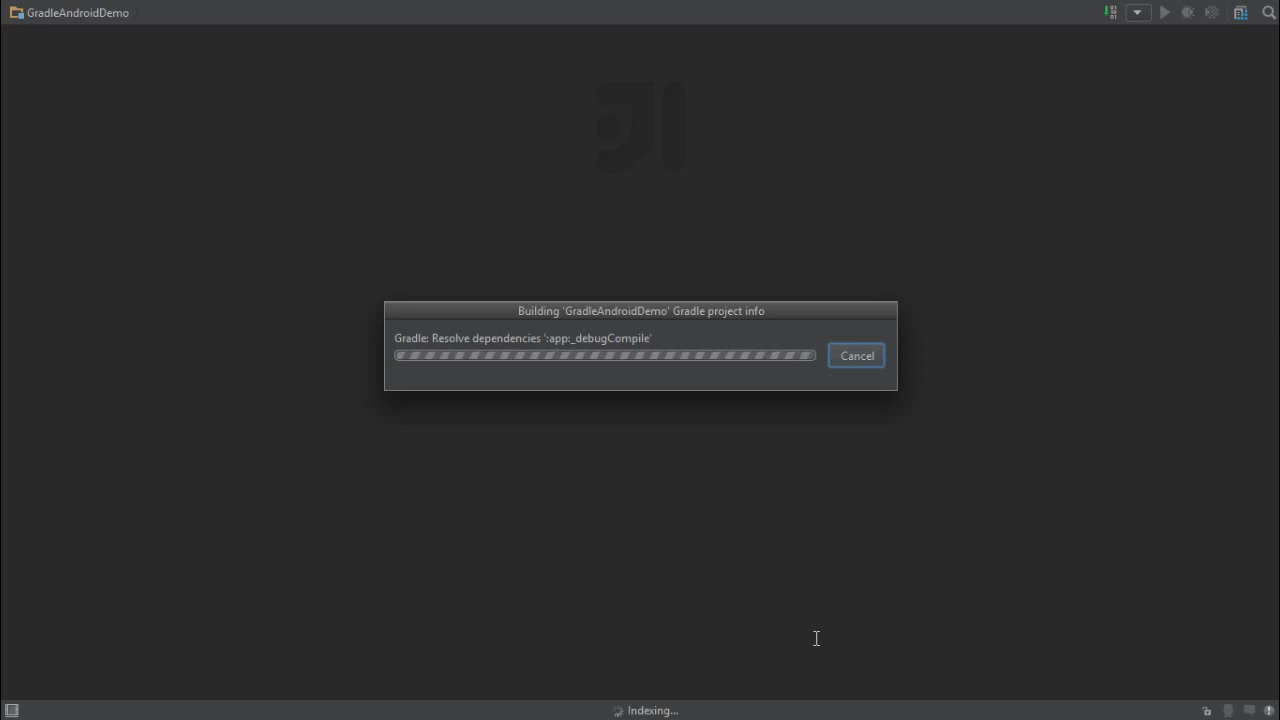 GradleAndroidDemo
Building 'GradleAndroidDemo' Gradle project info
Gradle: Resolve dependencies ':app:_debugCompile'
Cancel
Indexing...